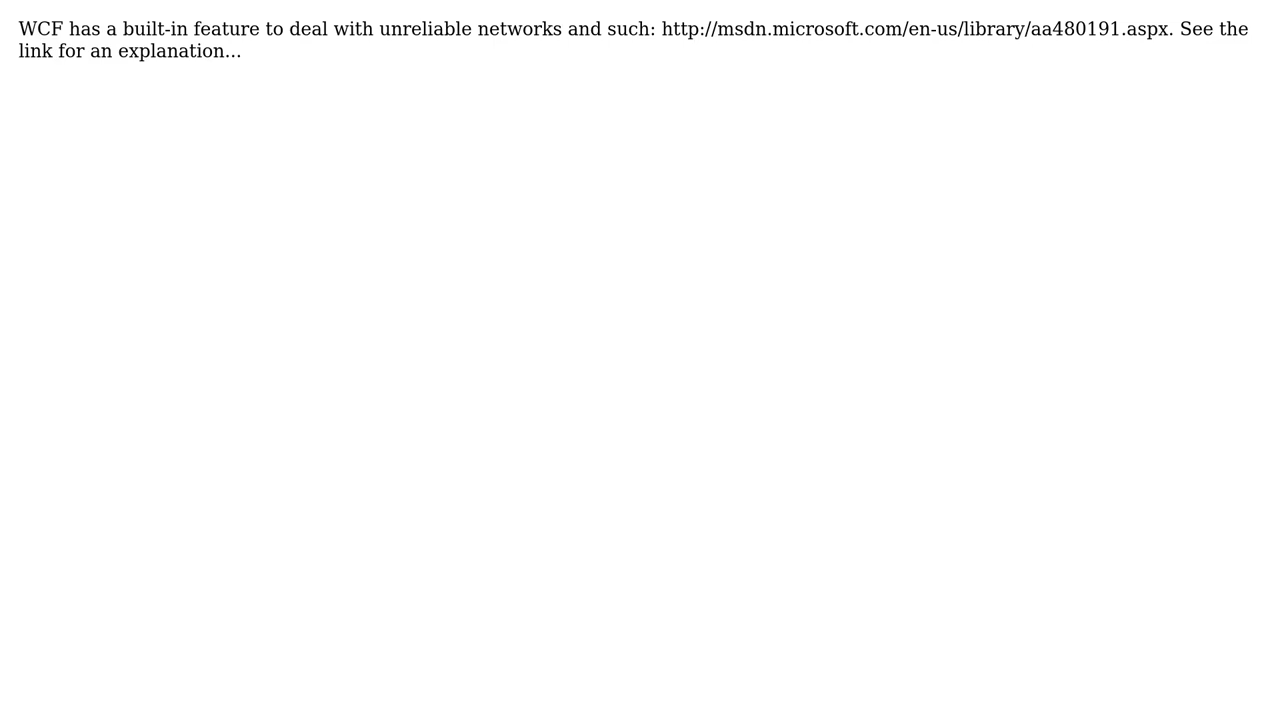 WCF has a built-in feature to deal with unreliable networks and such: http://msdn.microsoft.com/en-us/library/aa480191.aspx. See the
link for an explanation...